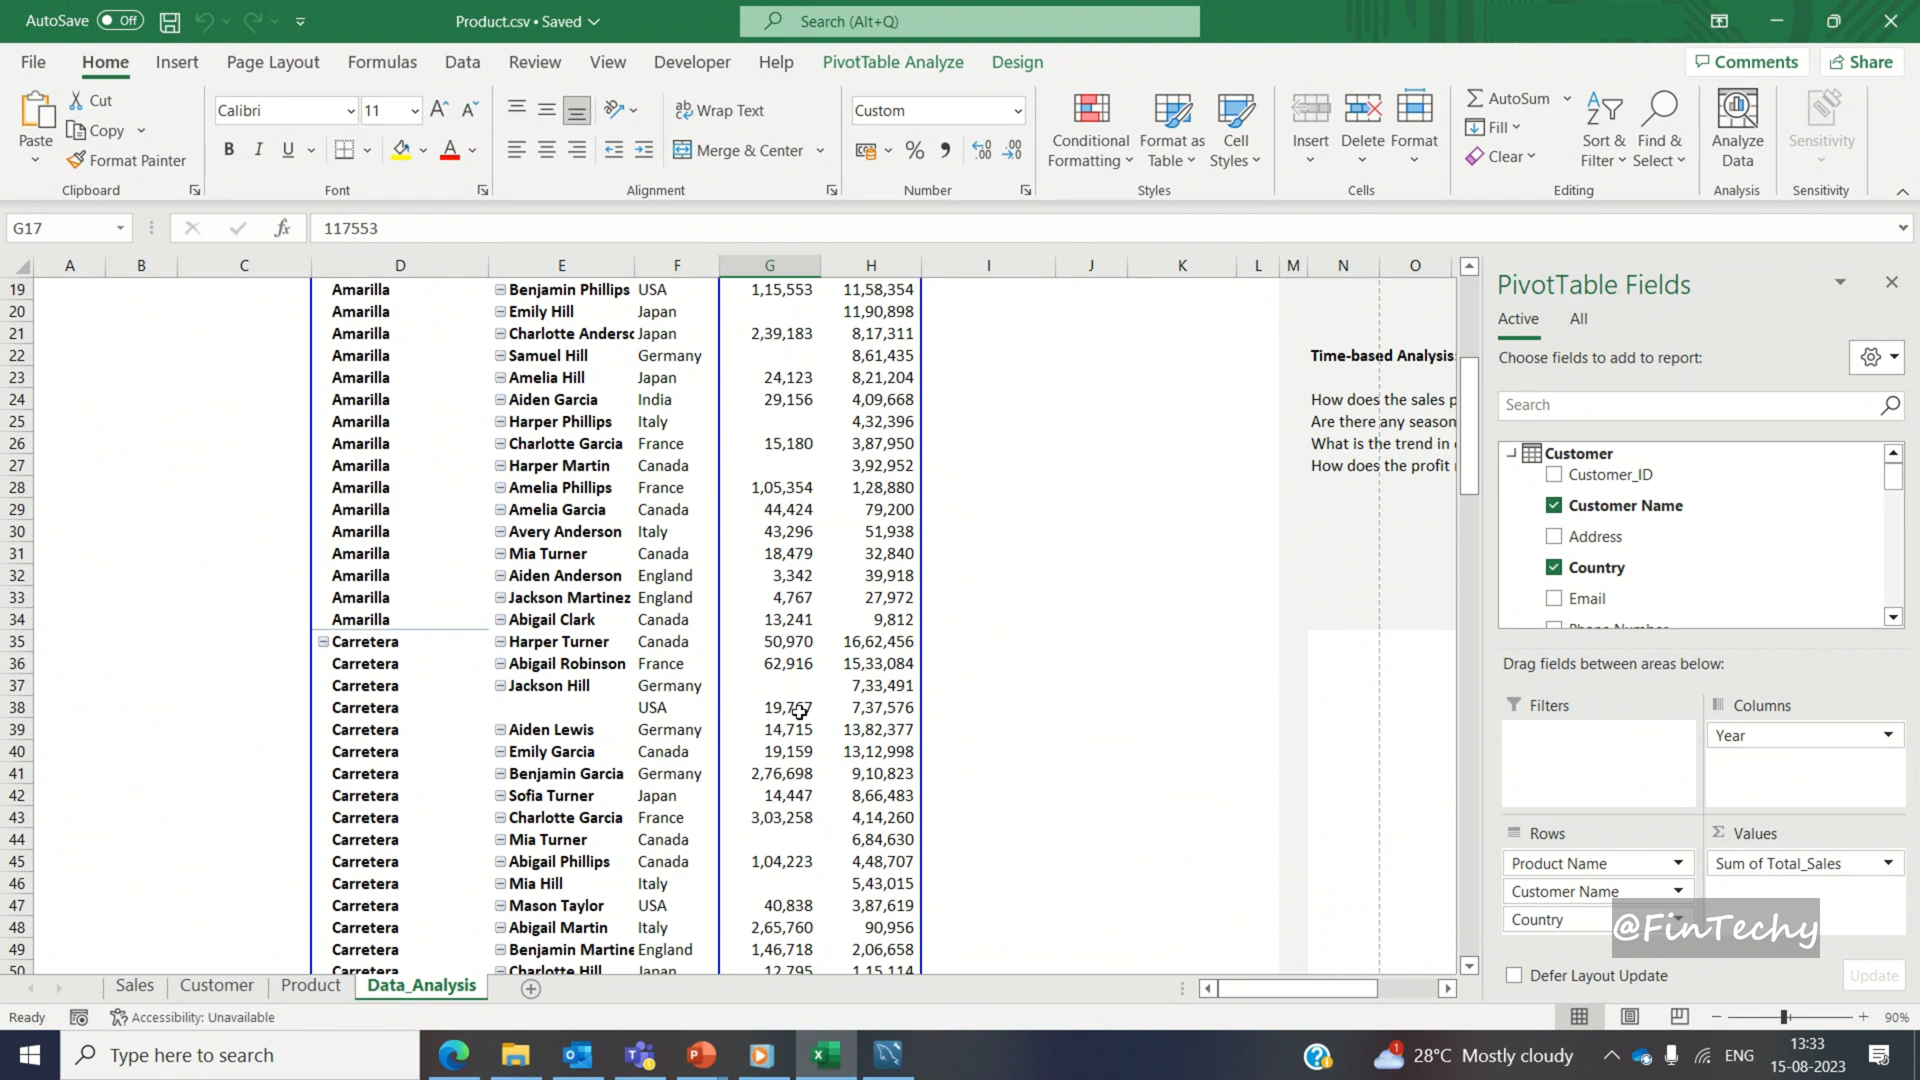 AutoSave Off Product.csv • Saved Search (Alt+Q)
File Home Insert Page Layout Formulas Data Review View Developer Help PivotTable Analyze Design Comments Share
Paste Cut
Copy
Format Painter
Clipboard
Calibri 11
B I U A
Font
Wrap Text
Merge & Center
Alignment
Custom
Number
Conditional Formatting Format as Table Cell Styles
Styles
Insert Delete Format
Cells
AutoSum
Fill
Clear
Sort & Filter Find & Select
Editing
Analyze Data
Analysis
Sensitivity
Sensitivity
G17 fx 117553
A B C D E F G H I J K L M N O
19 Amarilla Benjamin Phillips USA 1,15,553 11,58,354
20 Amarilla Emily Hill Japan 11,90,898
21 Amarilla Charlotte Anderso Japan 2,39,183 8,17,311
22 Amarilla Samuel Hill Germany 8,61,435 Time-based Analysis
23 Amarilla Amelia Hill Japan 24,123 8,21,204
24 Amarilla Aiden Garcia India 29,156 4,09,668 How does the sales p
25 Amarilla Harper Phillips Italy 4,32,396 Are there any season
26 Amarilla Charlotte Garcia France 15,180 3,87,950 What is the trend in
27 Amarilla Harper Martin Canada 3,92,952 How does the profit
28 Amarilla Amelia Phillips France 1,05,354 1,28,880
29 Amarilla Amelia Garcia Canada 44,424 79,200
30 Amarilla Avery Anderson Italy 43,296 51,938
31 Amarilla Mia Turner Canada 18,479 32,840
32 Amarilla Aiden Anderson England 3,342 39,918
33 Amarilla Jackson Martinez England 4,767 27,972
34 Amarilla Abigail Clark Canada 13,241 9,812
35 Carretera Harper Turner Canada 50,970 16,62,456
36 Carretera Abigail Robinson France 62,916 15,33,084
37 Carretera Jackson Hill Germany 7,33,491
38 Carretera USA 7,37,576
39 Carretera Aiden Lewis Germany 14,715 13,82,377
40 Carretera Emily Garcia Canada 19,159 13,12,998
41 Carretera Benjamin Garcia Germany 2,76,698 9,10,823
42 Carretera Sofia Turner Japan 14,447 8,66,483
43 Carretera Charlotte Garcia France 3,03,258 4,14,260
44 Carretera Mia Turner Canada 6,84,630
45 Carretera Abigail Phillips Canada 1,04,223 4,48,707
46 Carretera Mia Hill Italy 5,43,015
47 Carretera Mason Taylor USA 40,838 3,87,619
48 Carretera Abigail Martin Italy 2,65,760 90,956
49 Carretera Benjamin Martine England 1,46,718 2,06,658
50 Carretera Charlotte Hill Japan 12,795 1,15,114
PivotTable Fields
Active All
Choose fields to add to report:
Search
Customer
Customer_ID
Customer Name
Address
Country
Email
Phone Number
Drag fields between areas below:
Filters Columns
Year
Rows Values
Product Name Sum of Total_Sales
Customer Name
Country
@FinTechy
Defer Layout Update Update
Sales Customer Product Data_Analysis
Ready Accessibility: Unavailable 90%
Type here to search 28°C Mostly cloudy ENG 13:33
15-08-2023